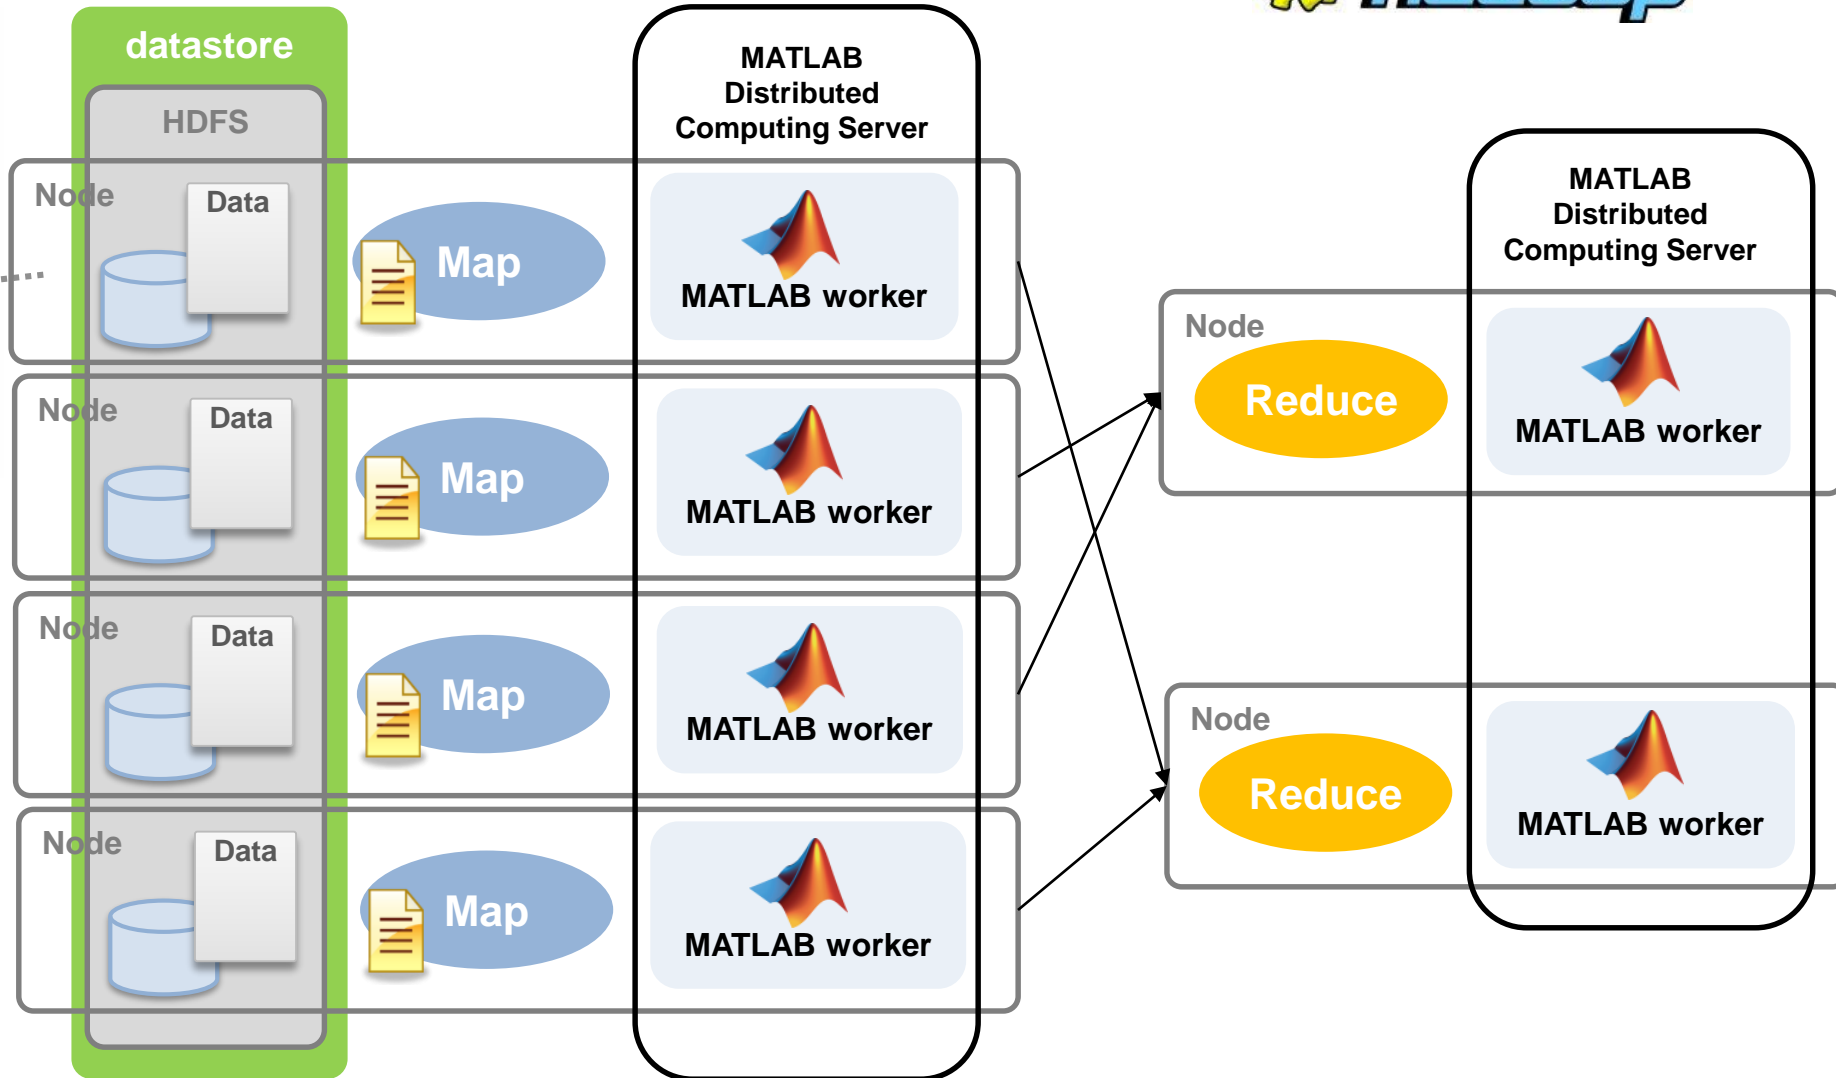 datastore
HDFS
MATLAB
Distributed
Computing Server
Node
Data
Map
MATLAB worker
Node
Data
Map
MATLAB worker
Node
Data
Map
MATLAB worker
Node
Data
Map
MATLAB worker
MATLAB
Distributed
Computing Server
Node
Reduce
MATLAB worker
Node
Reduce
MATLAB worker